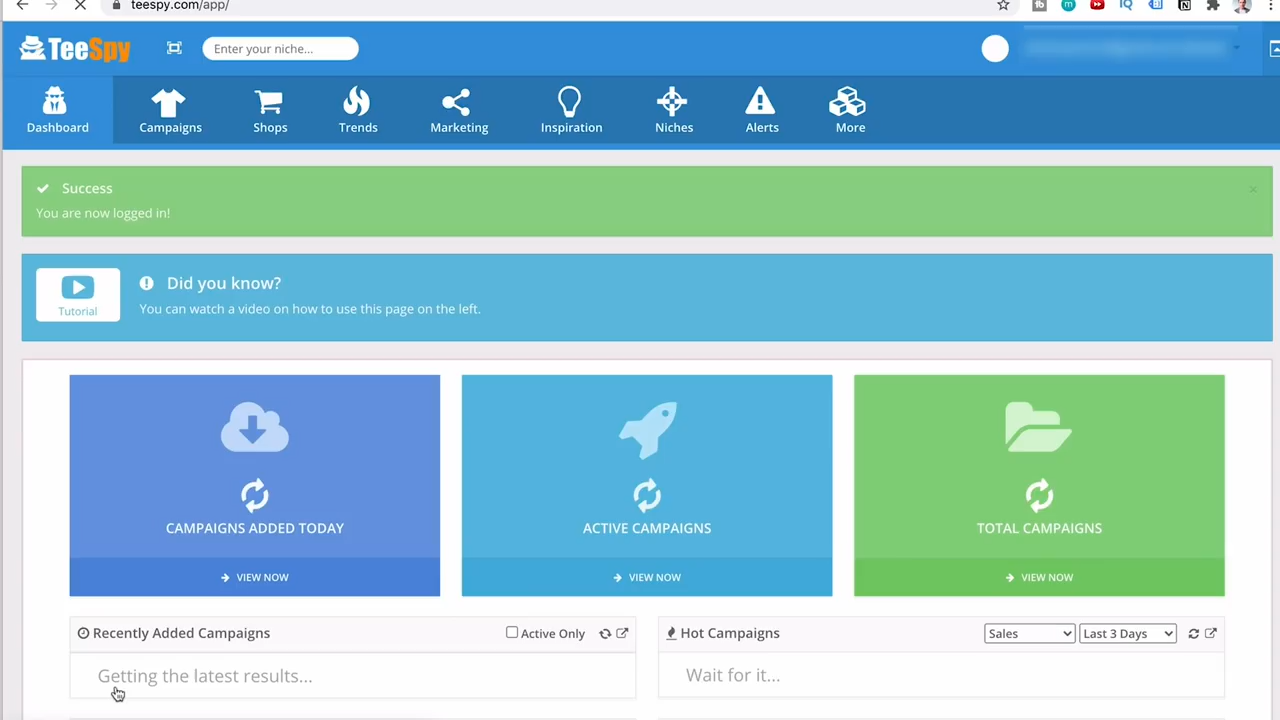 teespy.com/app/
TeeSpy
Enter your niche...
Dashboard
Campaigns
Shops
Trends
Marketing
Inspiration
Niches
Alerts
More
Success
You are now logged in!
Tutorial
Did you know?
You can watch a video on how to use this page on the left.
CAMPAIGNS ADDED TODAY
VIEW NOW
ACTIVE CAMPAIGNS
VIEW NOW
TOTAL CAMPAIGNS
VIEW NOW
Recently Added Campaigns
Active Only
Getting the latest results...
Hot Campaigns
Sales
Last 3 Days
Wait for it...